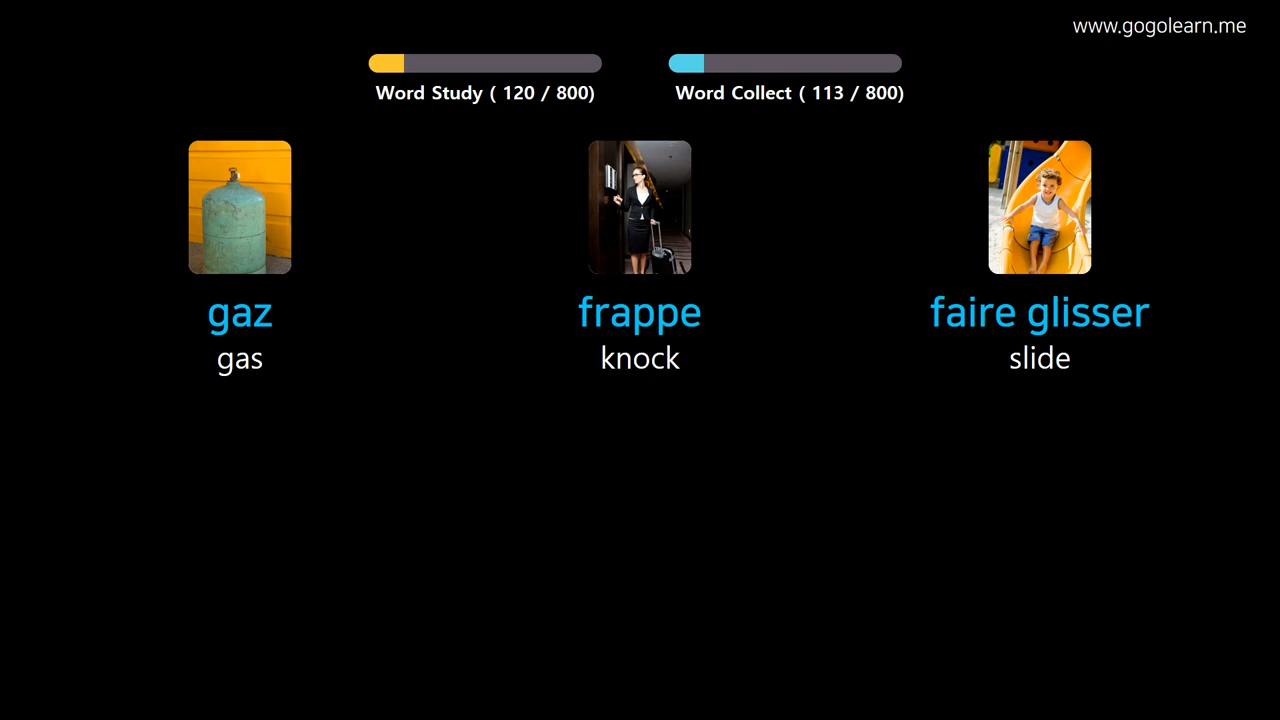 www.gogolearn.me
Word Study ( 120 / 800)
Word Collect ( 113 / 800)
gaz
frappe
faire glisser
gas
knock
slide